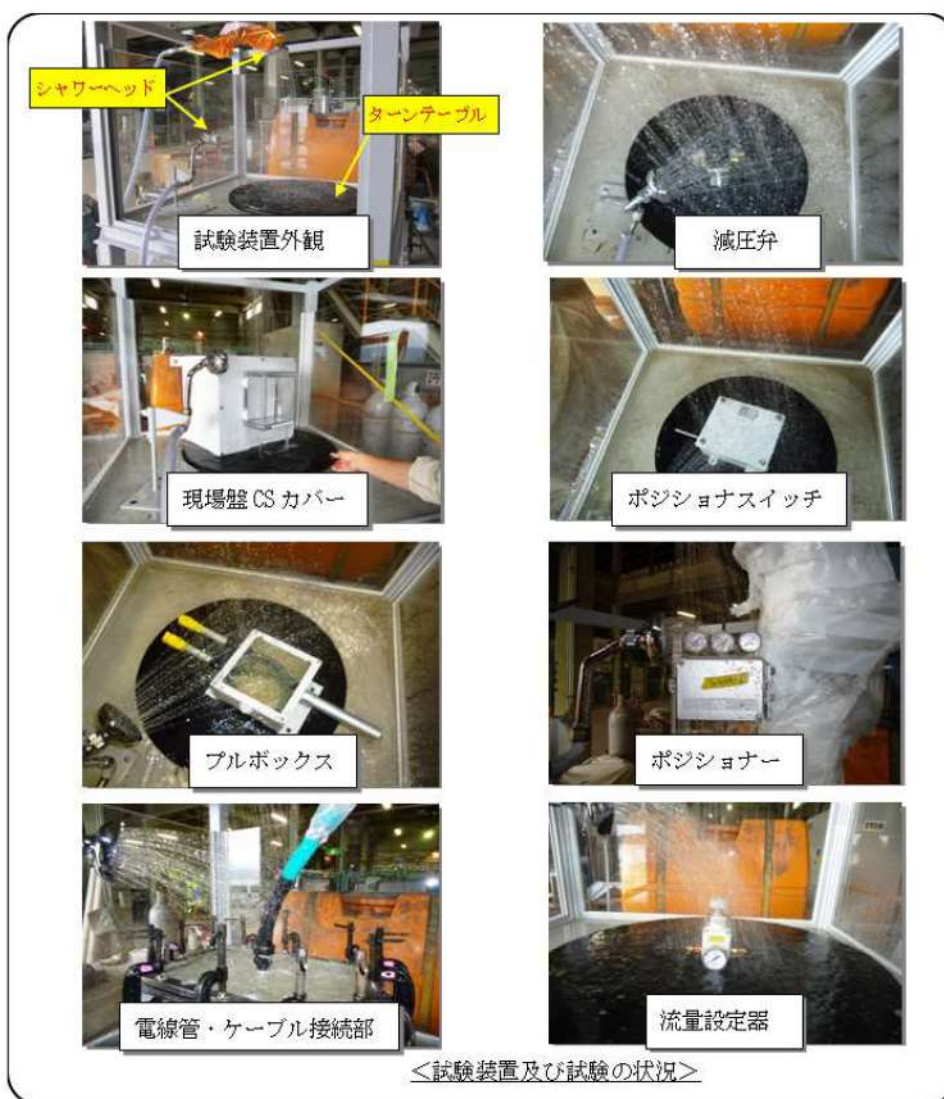 シャワーヘッド
ターンテーブル
試験装置外観
減圧弁
現場盤CSカバー
ポジショナスイッチ
プルボックス
ポジショナー
電線管・ケーブル接続部
流量設定器
＜試験装置及び試験の状況＞